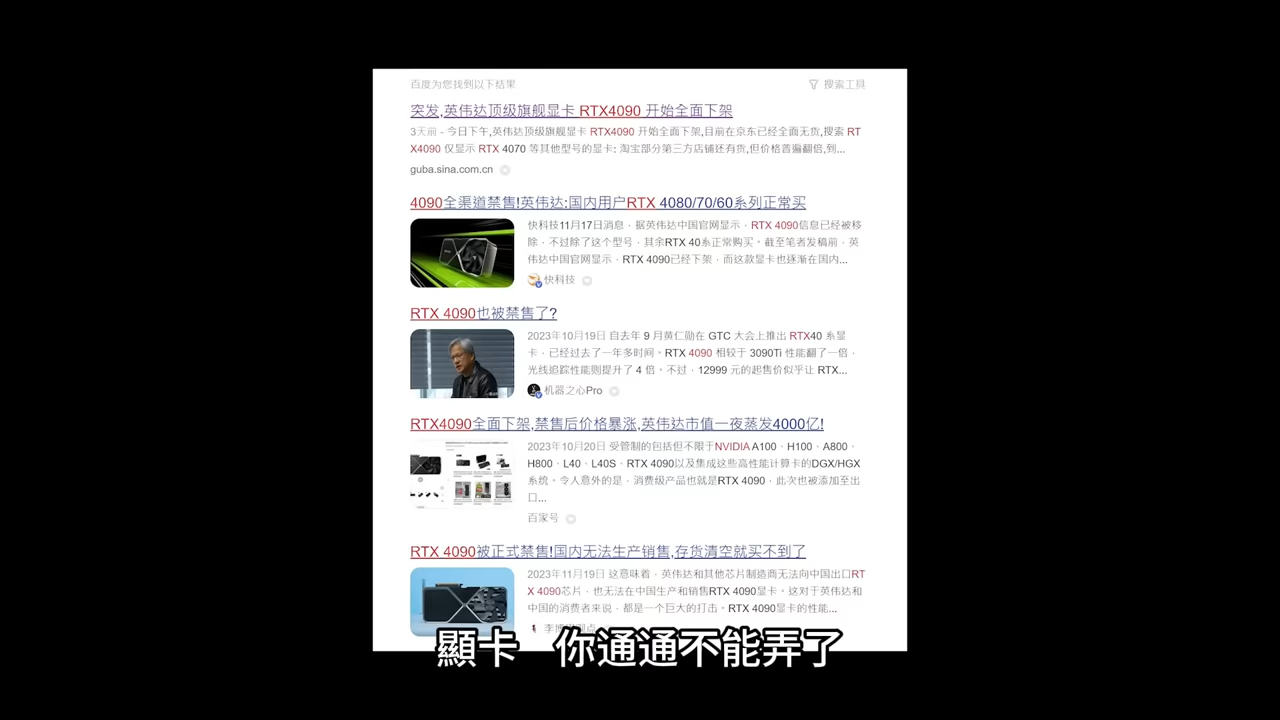 百度为您找到以下结果
搜索工具
突发,英伟达顶级旗舰显卡 RTX4090 开始全面下架
3天前 - 今日下午,英伟达顶级旗舰显卡 RTX4090 开始全面下架,目前在京东已经全面无货,搜索 RT
X4090 仅显示 RTX 4070 等其他型号的显卡; 淘宝部分第三方店铺还有货,但价格普遍翻倍,到...
guba.sina.com.cn
4090全渠道禁售!英伟达:国内用户RTX 4080/70/60系列正常买
快科技11月17日消息，据英伟达中国官网显示，RTX 4090信息已经被移
除，不过除了这个型号，其余RTX 40系正常购买。截至笔者发稿前，英
伟达中国官网显示，RTX 4090已经下架，而这款显卡也逐渐在国内...
快科技
RTX 4090也被禁售了?
2023年10月19日 自去年 9 月黄仁勋在 GTC 大会上推出 RTX40 系显
卡，已经过去了一年多时间。RTX 4090 相较于 3090Ti 性能翻了一倍，
光线追踪性能则提升了 4 倍。不过，12999 元的起售价似乎让 RTX...
机器之心Pro
RTX4090全面下架,禁售后价格暴涨,英伟达市值一夜蒸发4000亿!
2023年10月20日 受管制的包括但不限于NVIDIA A100、H100、A800、
H800、L40、L40S、RTX 4090以及集成这些高性能计算卡的DGX/HGX
系统。令人意外的是，消费级产品也就是RTX 4090，此次也被添加至出
口...
百家号
RTX 4090被正式禁售!国内无法生产销售,存货清空就买不到了
2023年11月19日 这意味着，英伟达和其他芯片制造商无法向中国出口RT
X 4090芯片，也无法在中国生产和销售RTX 4090显卡。这对于英伟达和
中国的消费者来说，都是一个巨大的打击。RTX 4090显卡的性能...
顯卡 你通通不能弄了